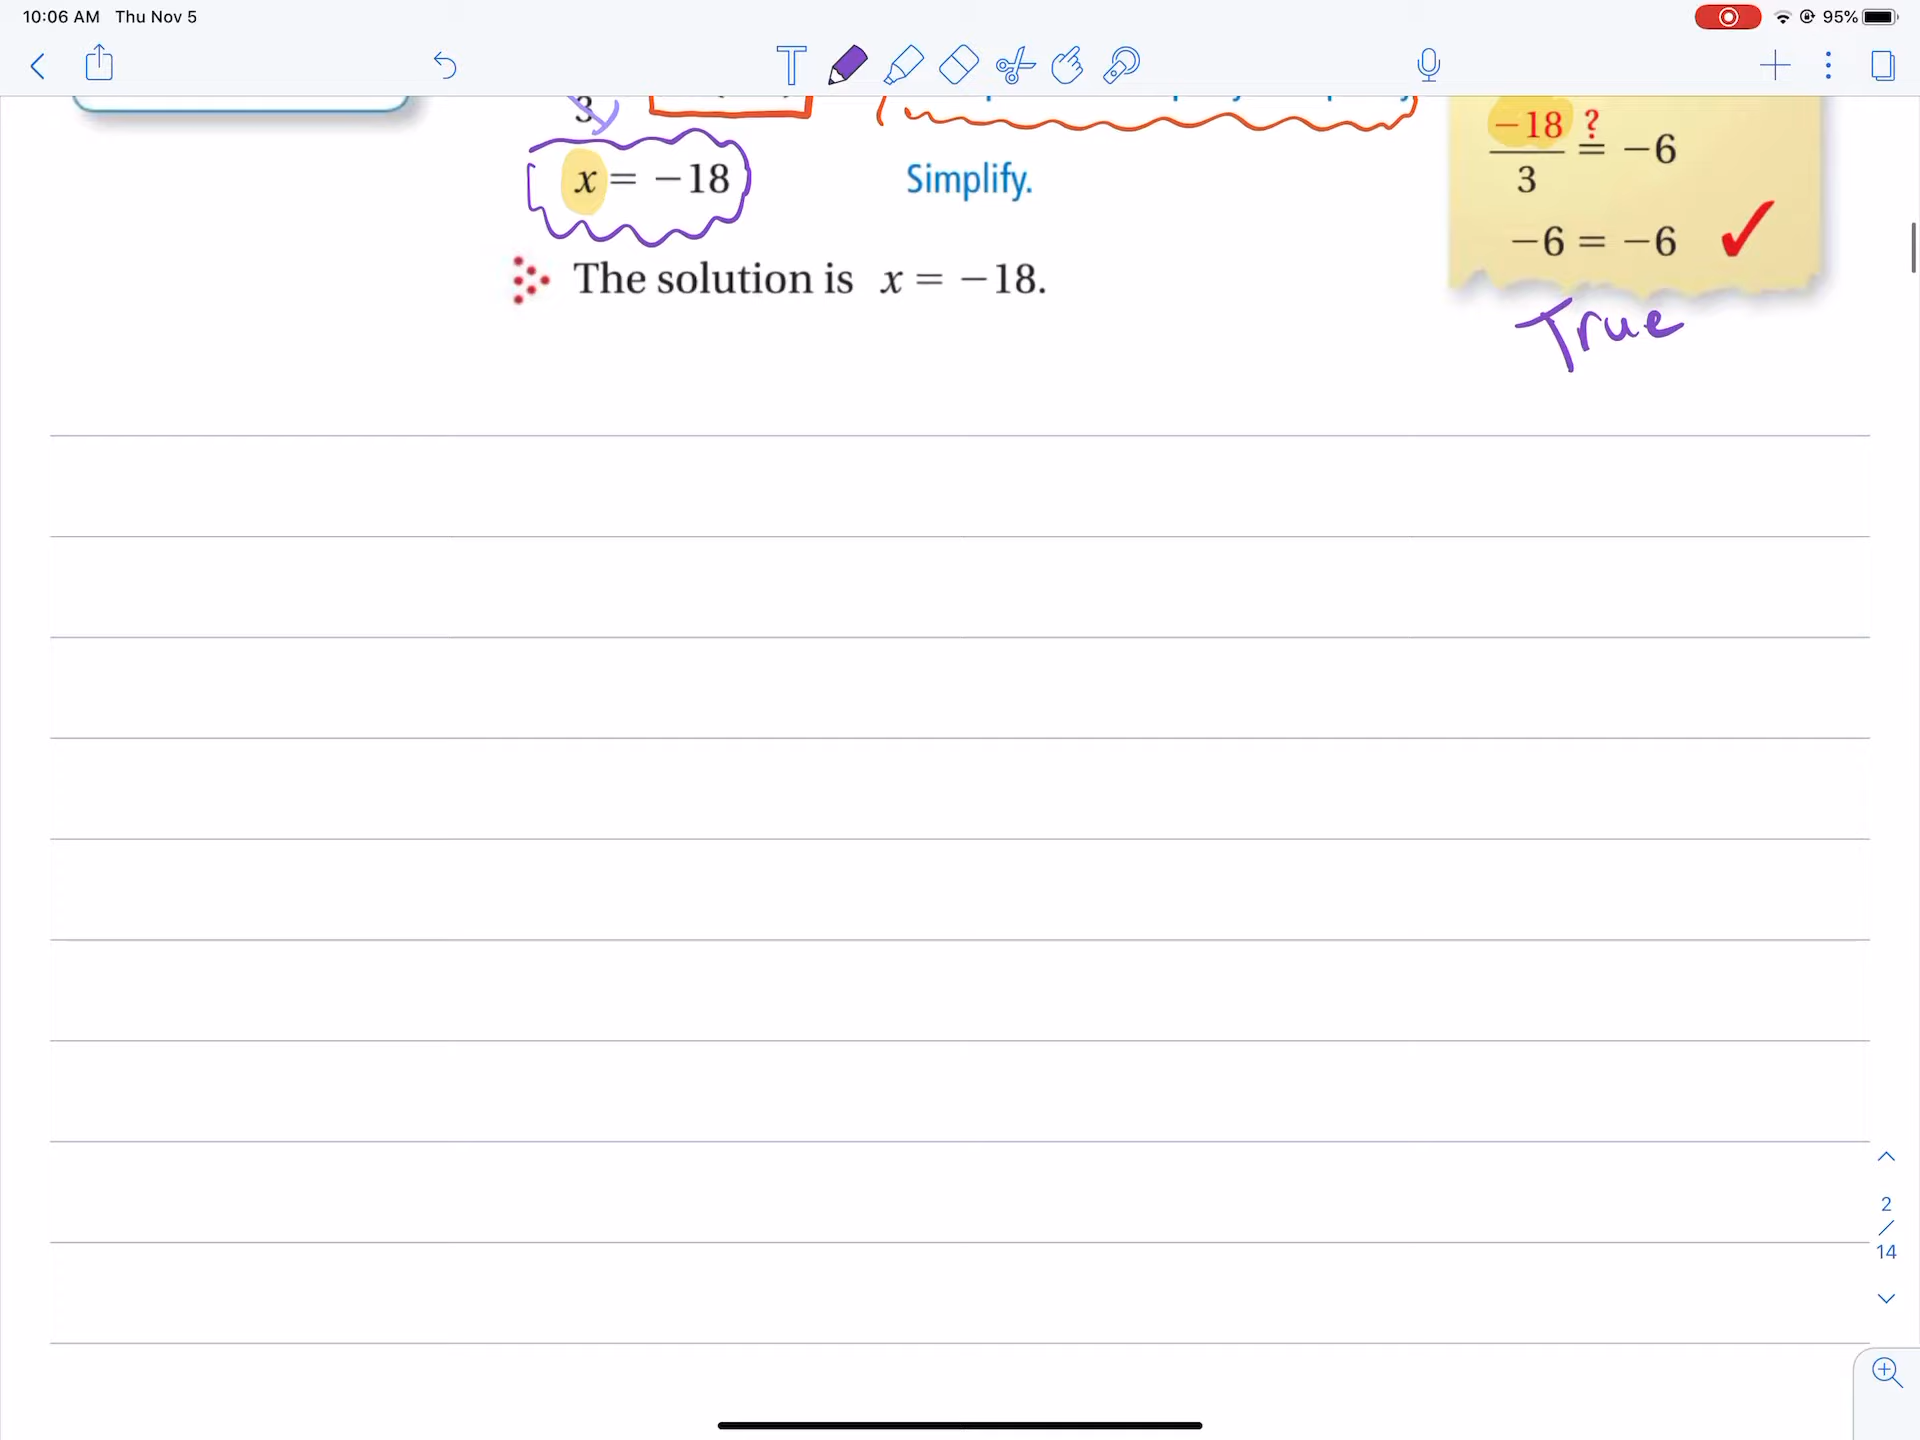 10:06 AM Thu Nov 5
95%
3
x = −18
Simplify.
The solution is x = −18.
−18 ? = −6
3
−6 = −6 ✓
True
2
/
14